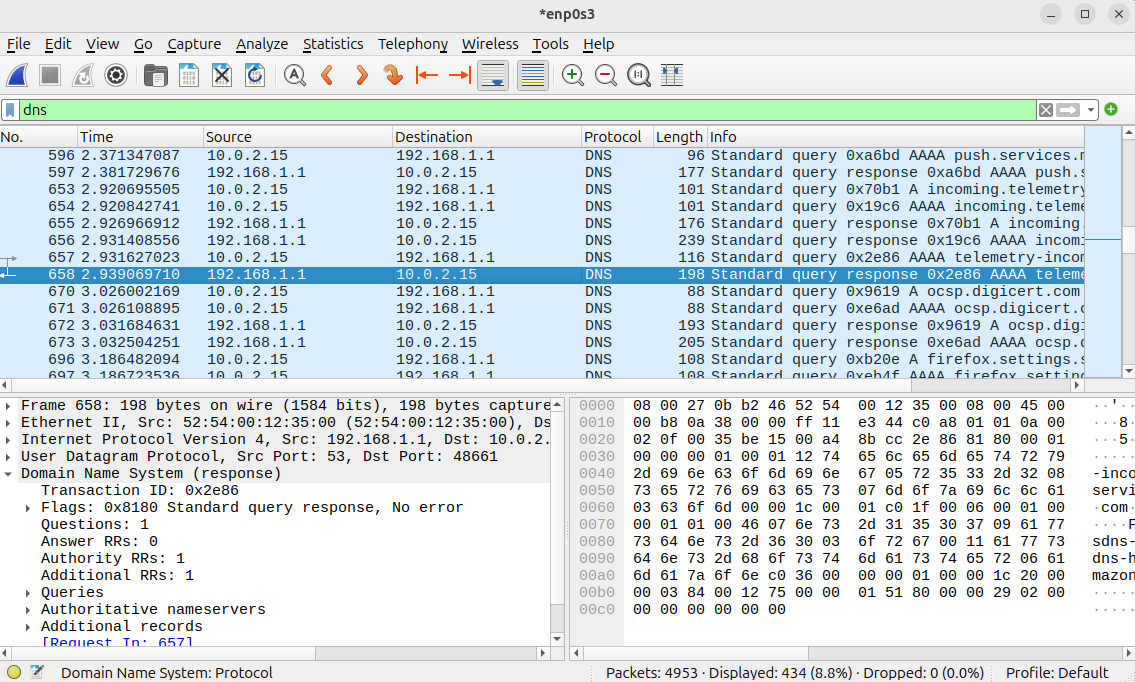 *enp0s3
File Edit View Go Capture Analyze Statistics Telephony Wireless Tools Help
dns
No. Time Source Destination Protocol Length Info
596 2.371347087 10.0.2.15 192.168.1.1 DNS 96 Standard query 0xa6bd AAAA push.services.m
597 2.381729676 192.168.1.1 10.0.2.15 DNS 177 Standard query response 0xa6bd AAAA push.s
653 2.920695505 10.0.2.15 192.168.1.1 DNS 101 Standard query 0x70b1 A incoming.telemetry
654 2.920842741 10.0.2.15 192.168.1.1 DNS 101 Standard query 0x19c6 AAAA incoming.teleme
655 2.926966912 192.168.1.1 10.0.2.15 DNS 176 Standard query response 0x70b1 A incoming.
656 2.931408556 192.168.1.1 10.0.2.15 DNS 239 Standard query response 0x19c6 AAAA incomi
657 2.931627023 10.0.2.15 192.168.1.1 DNS 116 Standard query 0x2e86 AAAA telemetry-incom
658 2.939069710 192.168.1.1 10.0.2.15 DNS 198 Standard query response 0x2e86 AAAA teleme
670 3.026002169 10.0.2.15 192.168.1.1 DNS 88 Standard query 0x9619 A ocsp.digicert.com
671 3.026108895 10.0.2.15 192.168.1.1 DNS 88 Standard query 0xe6ad AAAA ocsp.digicert.c
672 3.031684631 192.168.1.1 10.0.2.15 DNS 193 Standard query response 0x9619 A ocsp.digi
673 3.032504251 192.168.1.1 10.0.2.15 DNS 205 Standard query response 0xe6ad AAAA ocsp.d
696 3.186482094 10.0.2.15 192.168.1.1 DNS 108 Standard query 0xb20e A firefox.settings.s
697 3.186723536 10.0.2.15 192.168.1.1 DNS 108 Standard query 0xeb4f AAAA firefox.setting
Frame 658: 198 bytes on wire (1584 bits), 198 bytes capture
Ethernet II, Src: 52:54:00:12:35:00 (52:54:00:12:35:00), Ds
Internet Protocol Version 4, Src: 192.168.1.1, Dst: 10.0.2.
User Datagram Protocol, Src Port: 53, Dst Port: 48661
Domain Name System (response)
Transaction ID: 0x2e86
Flags: 0x8180 Standard query response, No error
Questions: 1
Answer RRs: 0
Authority RRs: 1
Additional RRs: 1
Queries
Authoritative nameservers
Additional records
[Request In: 657]
0000 08 00 27 0b b2 46 52 54 00 12 35 00 08 00 45 00 ··'
0010 00 b8 0a 38 00 00 ff 11 e3 44 c0 a8 01 01 0a 00 ···8
0020 02 0f 00 35 be 15 00 a4 8b cc 2e 86 81 80 00 01 ···5
0030 00 00 00 01 00 01 12 74 65 6c 65 6d 65 74 72 79 ·····
0040 2d 69 6e 63 6f 6d 69 6e 67 05 72 35 33 2d 32 08 -inco
0050 73 65 72 76 69 63 65 73 07 6d 6f 7a 69 6c 6c 61 servi
0060 03 63 6f 6d 00 00 1c 00 01 c0 1f 00 06 00 01 00 ·com
0070 00 01 01 00 46 07 6e 73 2d 31 35 30 37 09 61 77 ····F
0080 73 64 6e 73 2d 36 30 03 6f 72 67 00 11 61 77 73 sdns-
0090 64 6e 73 2d 68 6f 73 74 6d 61 73 74 65 72 06 61 dns-h
00a0 6d 61 7a 6f 6e c0 36 00 00 00 01 00 00 1c 20 00 mazon
00b0 00 03 84 00 12 75 00 00 01 51 80 00 00 29 02 00 ·····
00c0 00 00 00 00 00 00 ·····
Domain Name System: Protocol Packets: 4953 · Displayed: 434 (8.8%) · Dropped: 0 (0.0%) Profile: Default